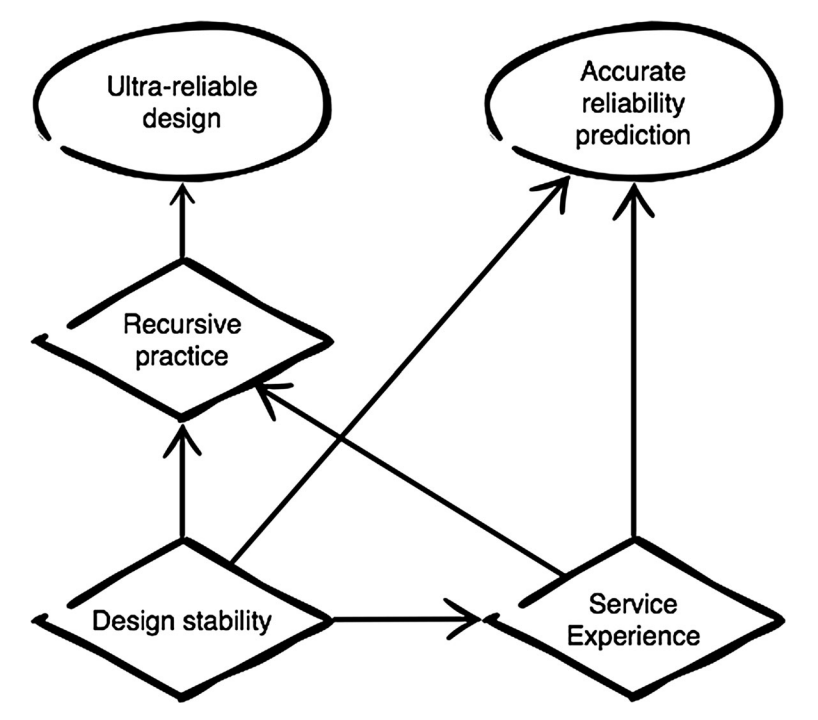 Ultra-reliable
design
Accurate
reliability
prediction
Recursive
practice
Design stability
Service
Experience